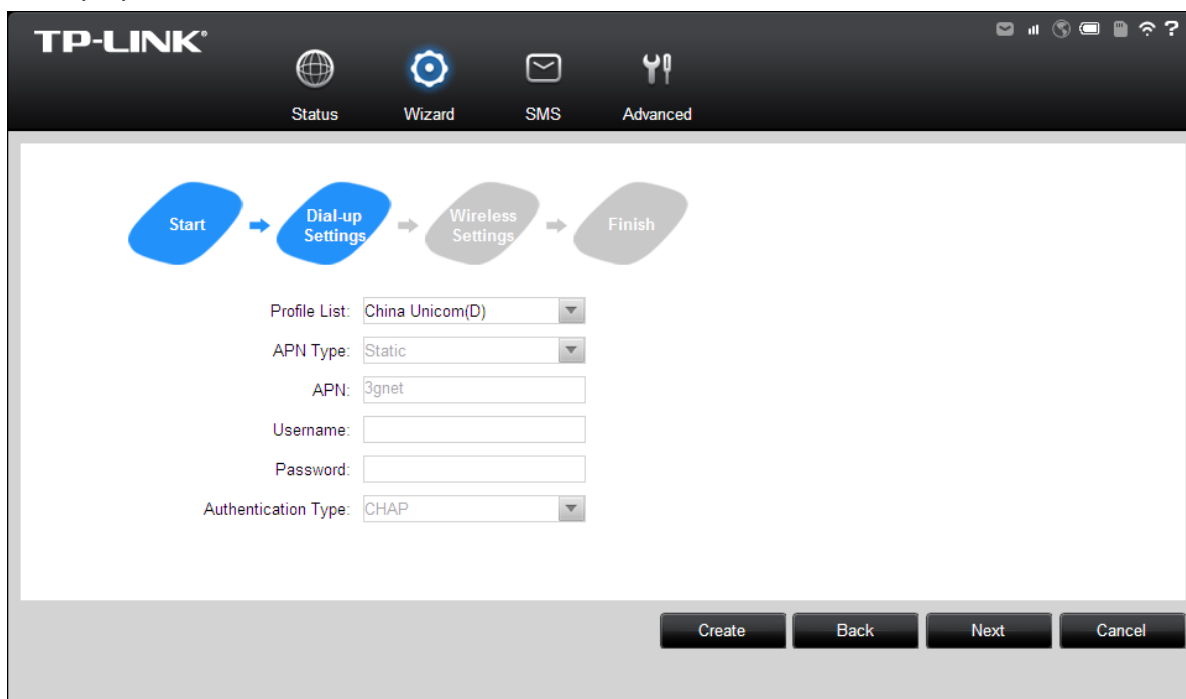 TP-LINK®
?
Status Wizard SMS Advanced
Start
Dial-up
Settings
Wireless
Settings
Finish
Profile List: China Unicom(D)
APN Type: Static
APN: 3gnet
Username:
Password:
Authentication Type: CHAP
Create Back Next Cancel